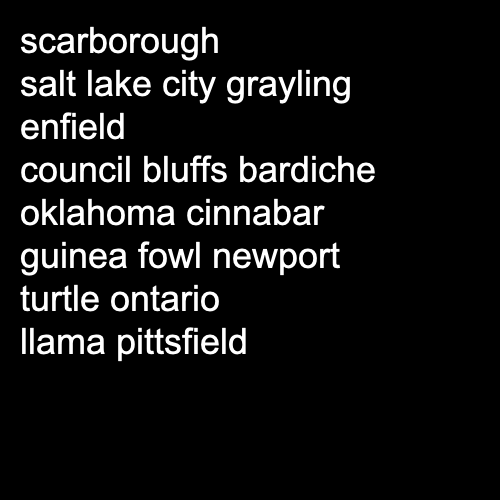 scarborough
salt lake city grayling
enfield
council bluffs bardiche
oklahoma cinnabar
guinea fowl newport
turtle ontario
llama pittsfield